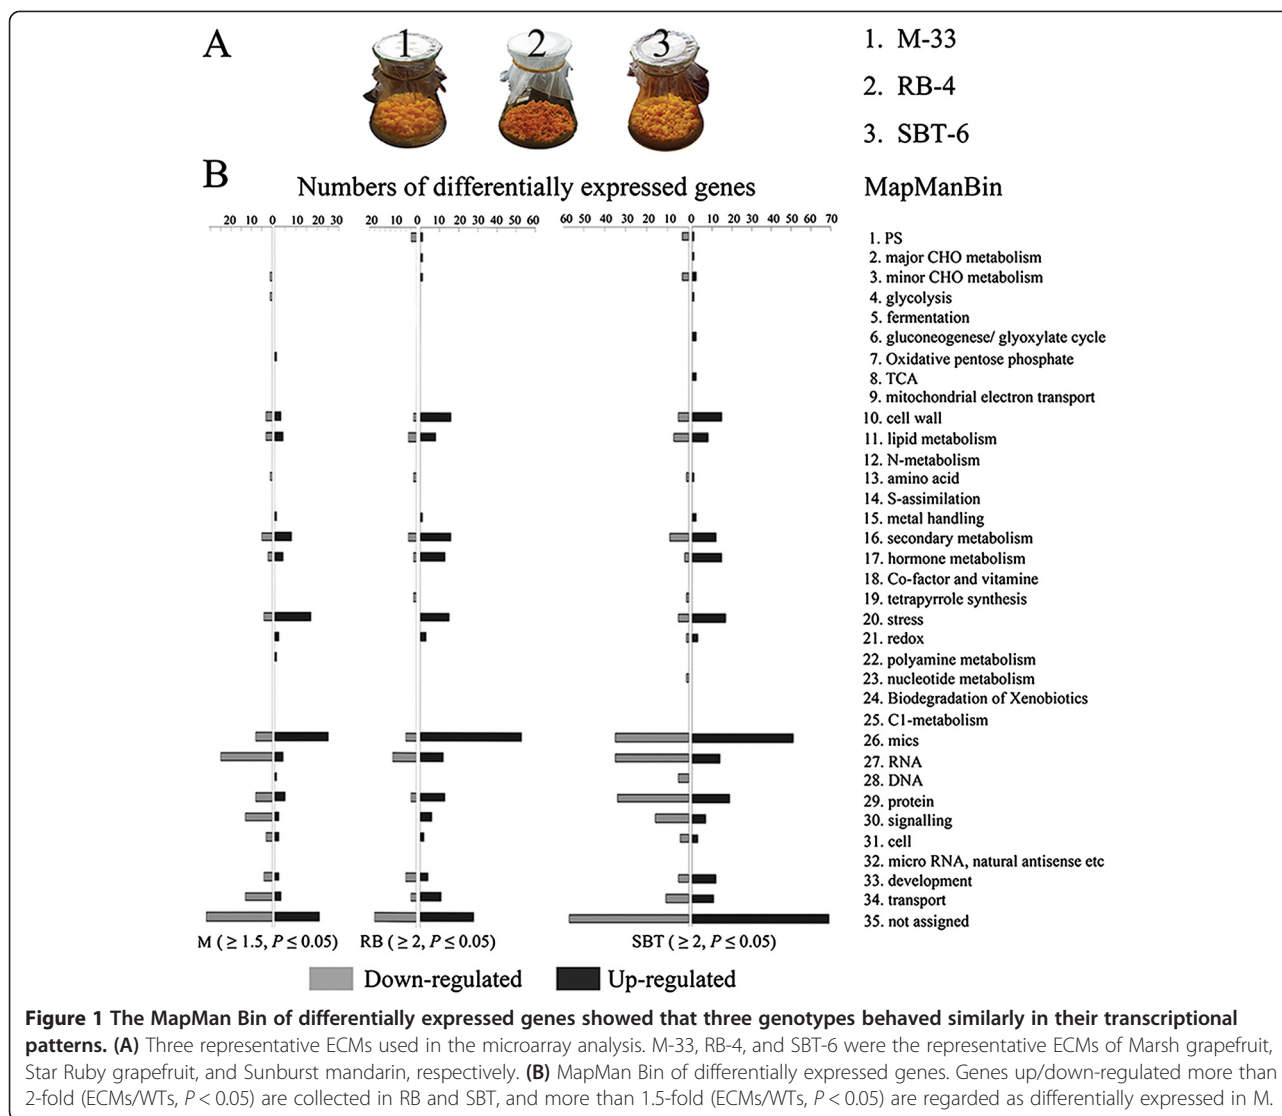 A
1
2
3
1. M-33
2. RB-4
3. SBT-6
B
Numbers of differentially expressed genes
MapManBin
20 10 0 10 20 30
20 10 0 10 20 30 40 50 60
60 50 40 30 20 10 0 10 20 30 40 50 60 70
1. PS
2. major CHO metabolism
3. minor CHO metabolism
4. glycolysis
5. fermentation
6. gluconeogenese/ glyoxylate cycle
7. Oxidative pentose phosphate
8. TCA
9. mitochondrial electron transport
10. cell wall
11. lipid metabolism
12. N-metabolism
13. amino acid
14. S-assimilation
15. metal handling
16. secondary metabolism
17. hormone metabolism
18. Co-factor and vitamine
19. tetrapyrrole synthesis
20. stress
21. redox
22. polyamine metabolism
23. nucleotide metabolism
24. Biodegradation of Xenobiotics
25. C1-metabolism
26. mics
27. RNA
28. DNA
29. protein
30. signalling
31. cell
32. micro RNA, natural antisense etc
33. development
34. transport
35. not assigned
M ( ≥ 1.5, P ≤ 0.05)
RB ( ≥ 2, P ≤ 0.05)
SBT ( ≥ 2, P ≤ 0.05)
Down-regulated
Up-regulated
Figure 1 The MapMan Bin of differentially expressed genes showed that three genotypes behaved similarly in their transcriptional
patterns. (A) Three representative ECMs used in the microarray analysis. M-33, RB-4, and SBT-6 were the representative ECMs of Marsh grapefruit,
Star Ruby grapefruit, and Sunburst mandarin, respectively. (B) MapMan Bin of differentially expressed genes. Genes up/down-regulated more than
2-fold (ECMs/WTs, P < 0.05) are collected in RB and SBT, and more than 1.5-fold (ECMs/WTs, P < 0.05) are regarded as differentially expressed in M.